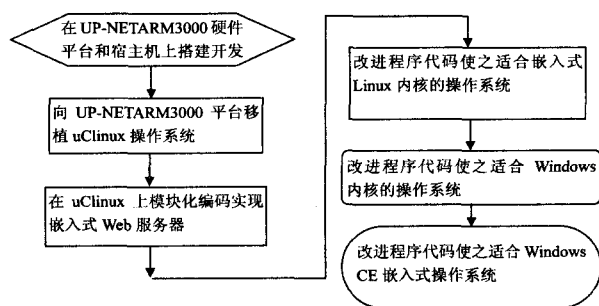 在 UP-NETARM3000 硬件
平台和宿主机上搭建开发
向 UP-NETARM3000 平台移
植 uClinux 操作系统
在 uClinux 上模块化编码实现
嵌入式 Web 服务器
改进程序代码使之适合嵌入式
Linux 内核的操作系统
改进程序代码使之适合 Windows
内核的操作系统
改进程序代码使之适合 Windows
CE 嵌入式操作系统